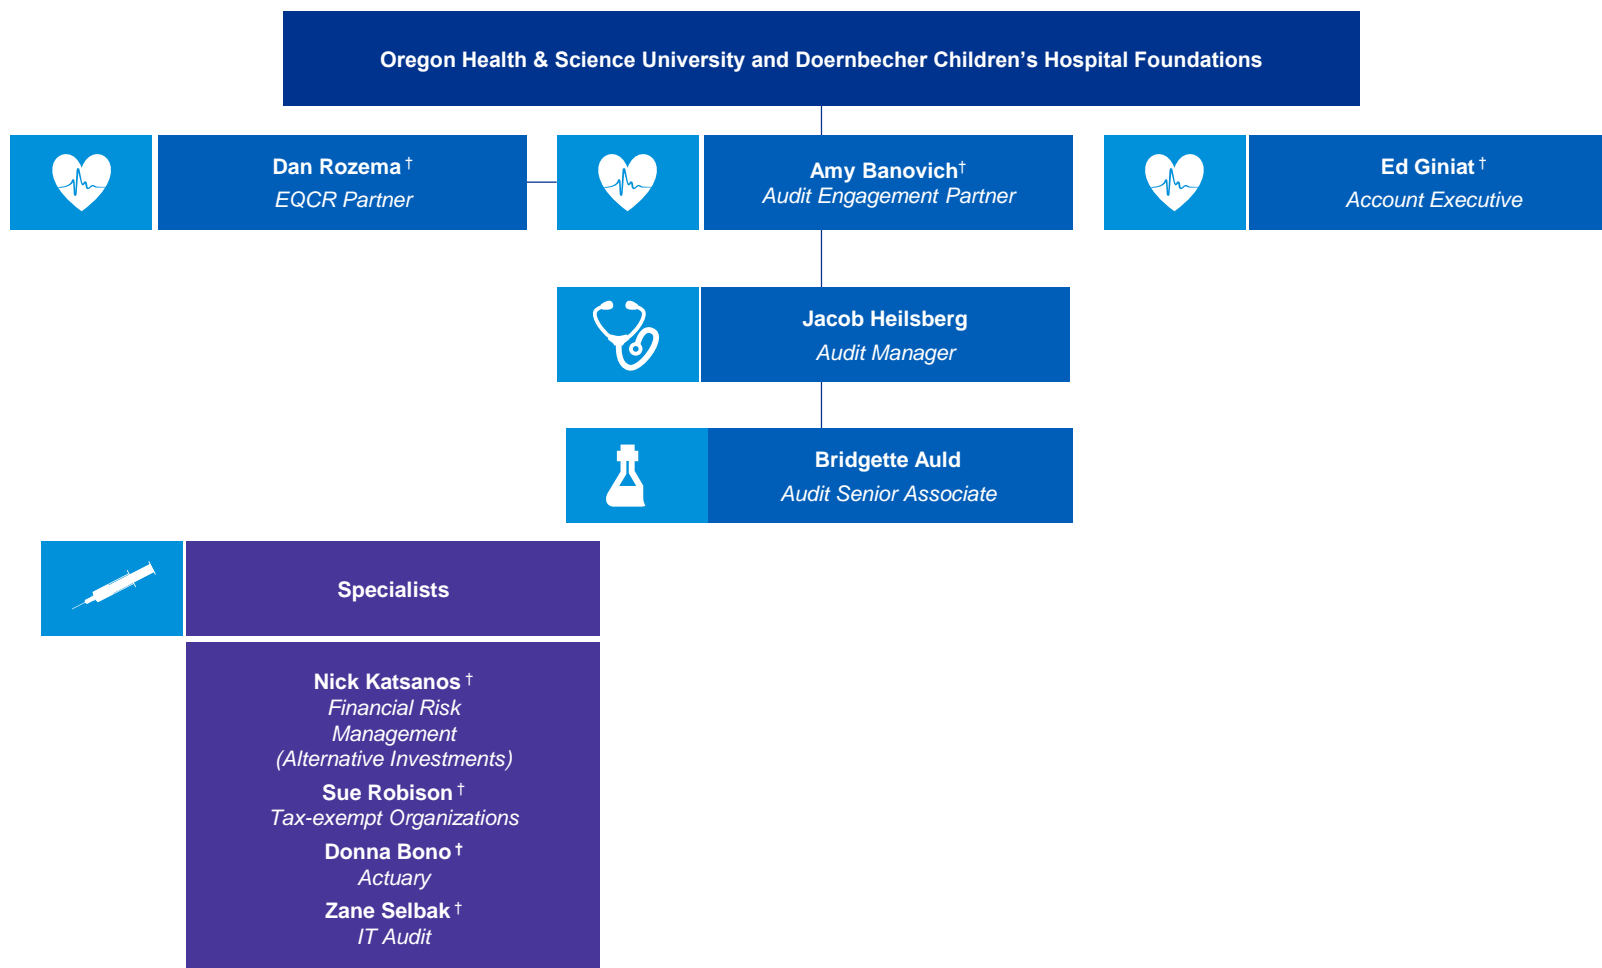 Oregon Health & Science University and Doernbecher Children’s Hospital Foundations
Dan Rozema †
EQCR Partner
Amy Banovich†
Audit Engagement Partner
Ed Giniat †
Account Executive
Jacob Heilsberg
Audit Manager
Bridgette Auld
Audit Senior Associate
Specialists
Nick Katsanos †
Financial Risk
Management
(Alternative Investments)
Sue Robison †
Tax-exempt Organizations
Donna Bono †
Actuary
Zane Selbak †
IT Audit